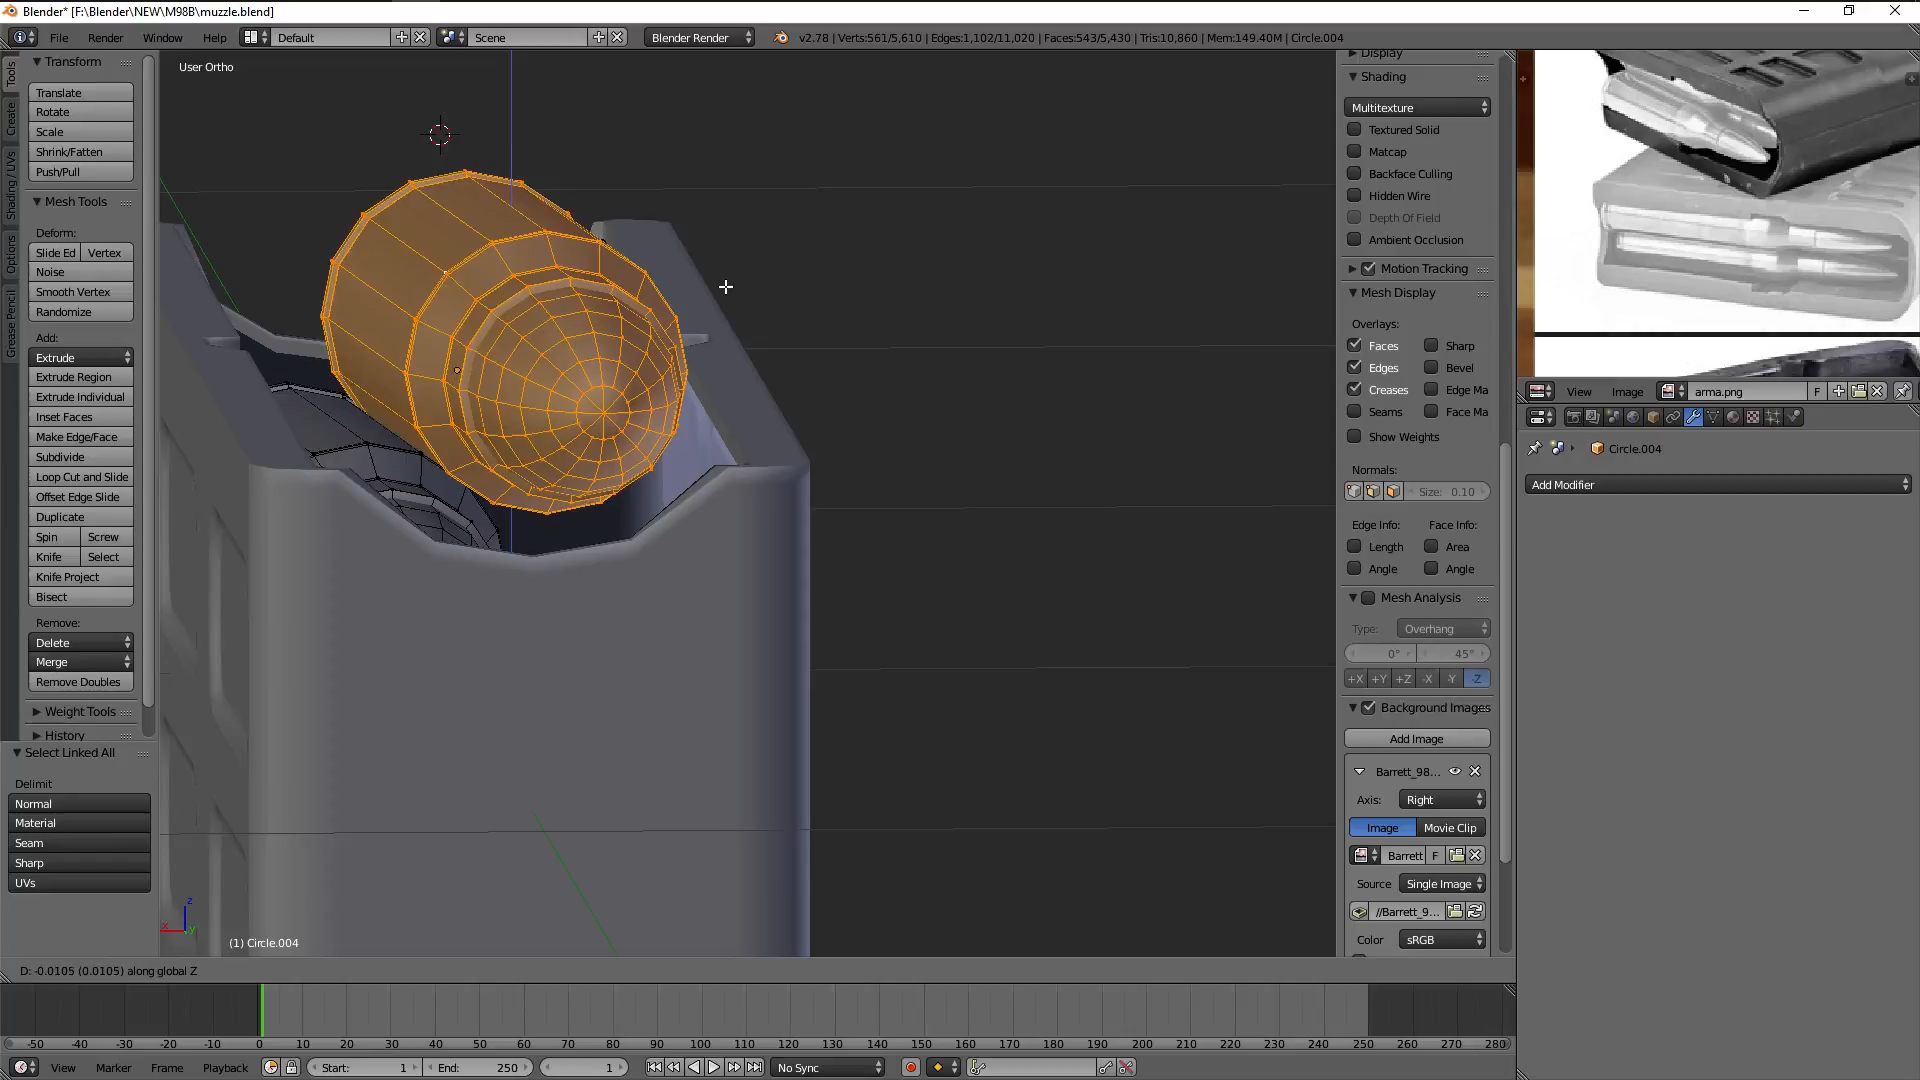 Blender* [F:\Blender\NEW\M98B\muzzle.blend]
File Render Window Help Default Scene Blender Render v2.78 | Verts:561/5,610 | Edges:1,102/11,020 | Faces:543/5,430 | Tris:10,860 | Mem:149.40M | Circle.004
Tools
Create
Shading / UVs
Options
Grease Pencil
Transform
Translate
Rotate
Scale
Shrink/Fatten
Push/Pull
Mesh Tools
Deform:
Slide Ed Vertex
Noise
Smooth Vertex
Randomize
Add:
Extrude
Extrude Region
Extrude Individual
Inset Faces
Make Edge/Face
Subdivide
Loop Cut and Slide
Offset Edge Slide
Duplicate
Spin Screw
Knife Select
Knife Project
Bisect
Remove:
Delete
Merge
Remove Doubles
Weight Tools
History
Select Linked All
Delimit
Normal
Material
Seam
Sharp
UVs
User Ortho
z
x
y
(1) Circle.004
D: -0.0105 (0.0105) along global Z
Display
Shading
Multitexture
Textured Solid
Matcap
Backface Culling
Hidden Wire
Depth Of Field
Ambient Occlusion
Motion Tracking
Mesh Display
Overlays:
Faces Sharp
Edges Bevel
Creases Edge Ma
Seams Face Ma
Show Weights
Normals:
Size: 0.10
Edge Info: Face Info:
Length Area
Angle Angle
Mesh Analysis
Type: Overhang
0° 45°
+X +Y +Z -X -Y -Z
Background Images
Add Image
Barrett_98...
Axis: Right
Image Movie Clip
Barrett F
Source Single Image
//Barrett_9...
Color sRGB
View Image arma.png F
Circle.004
Add Modifier
-50 -40 -30 -20 -10 0 10 20 30 40 50 60 70 80 90 100 110 120 130 140 150 160 170 180 190 200 210 220 230 240 250 260 270 280
View Marker Frame Playback Start: 1 End: 250 1 No Sync